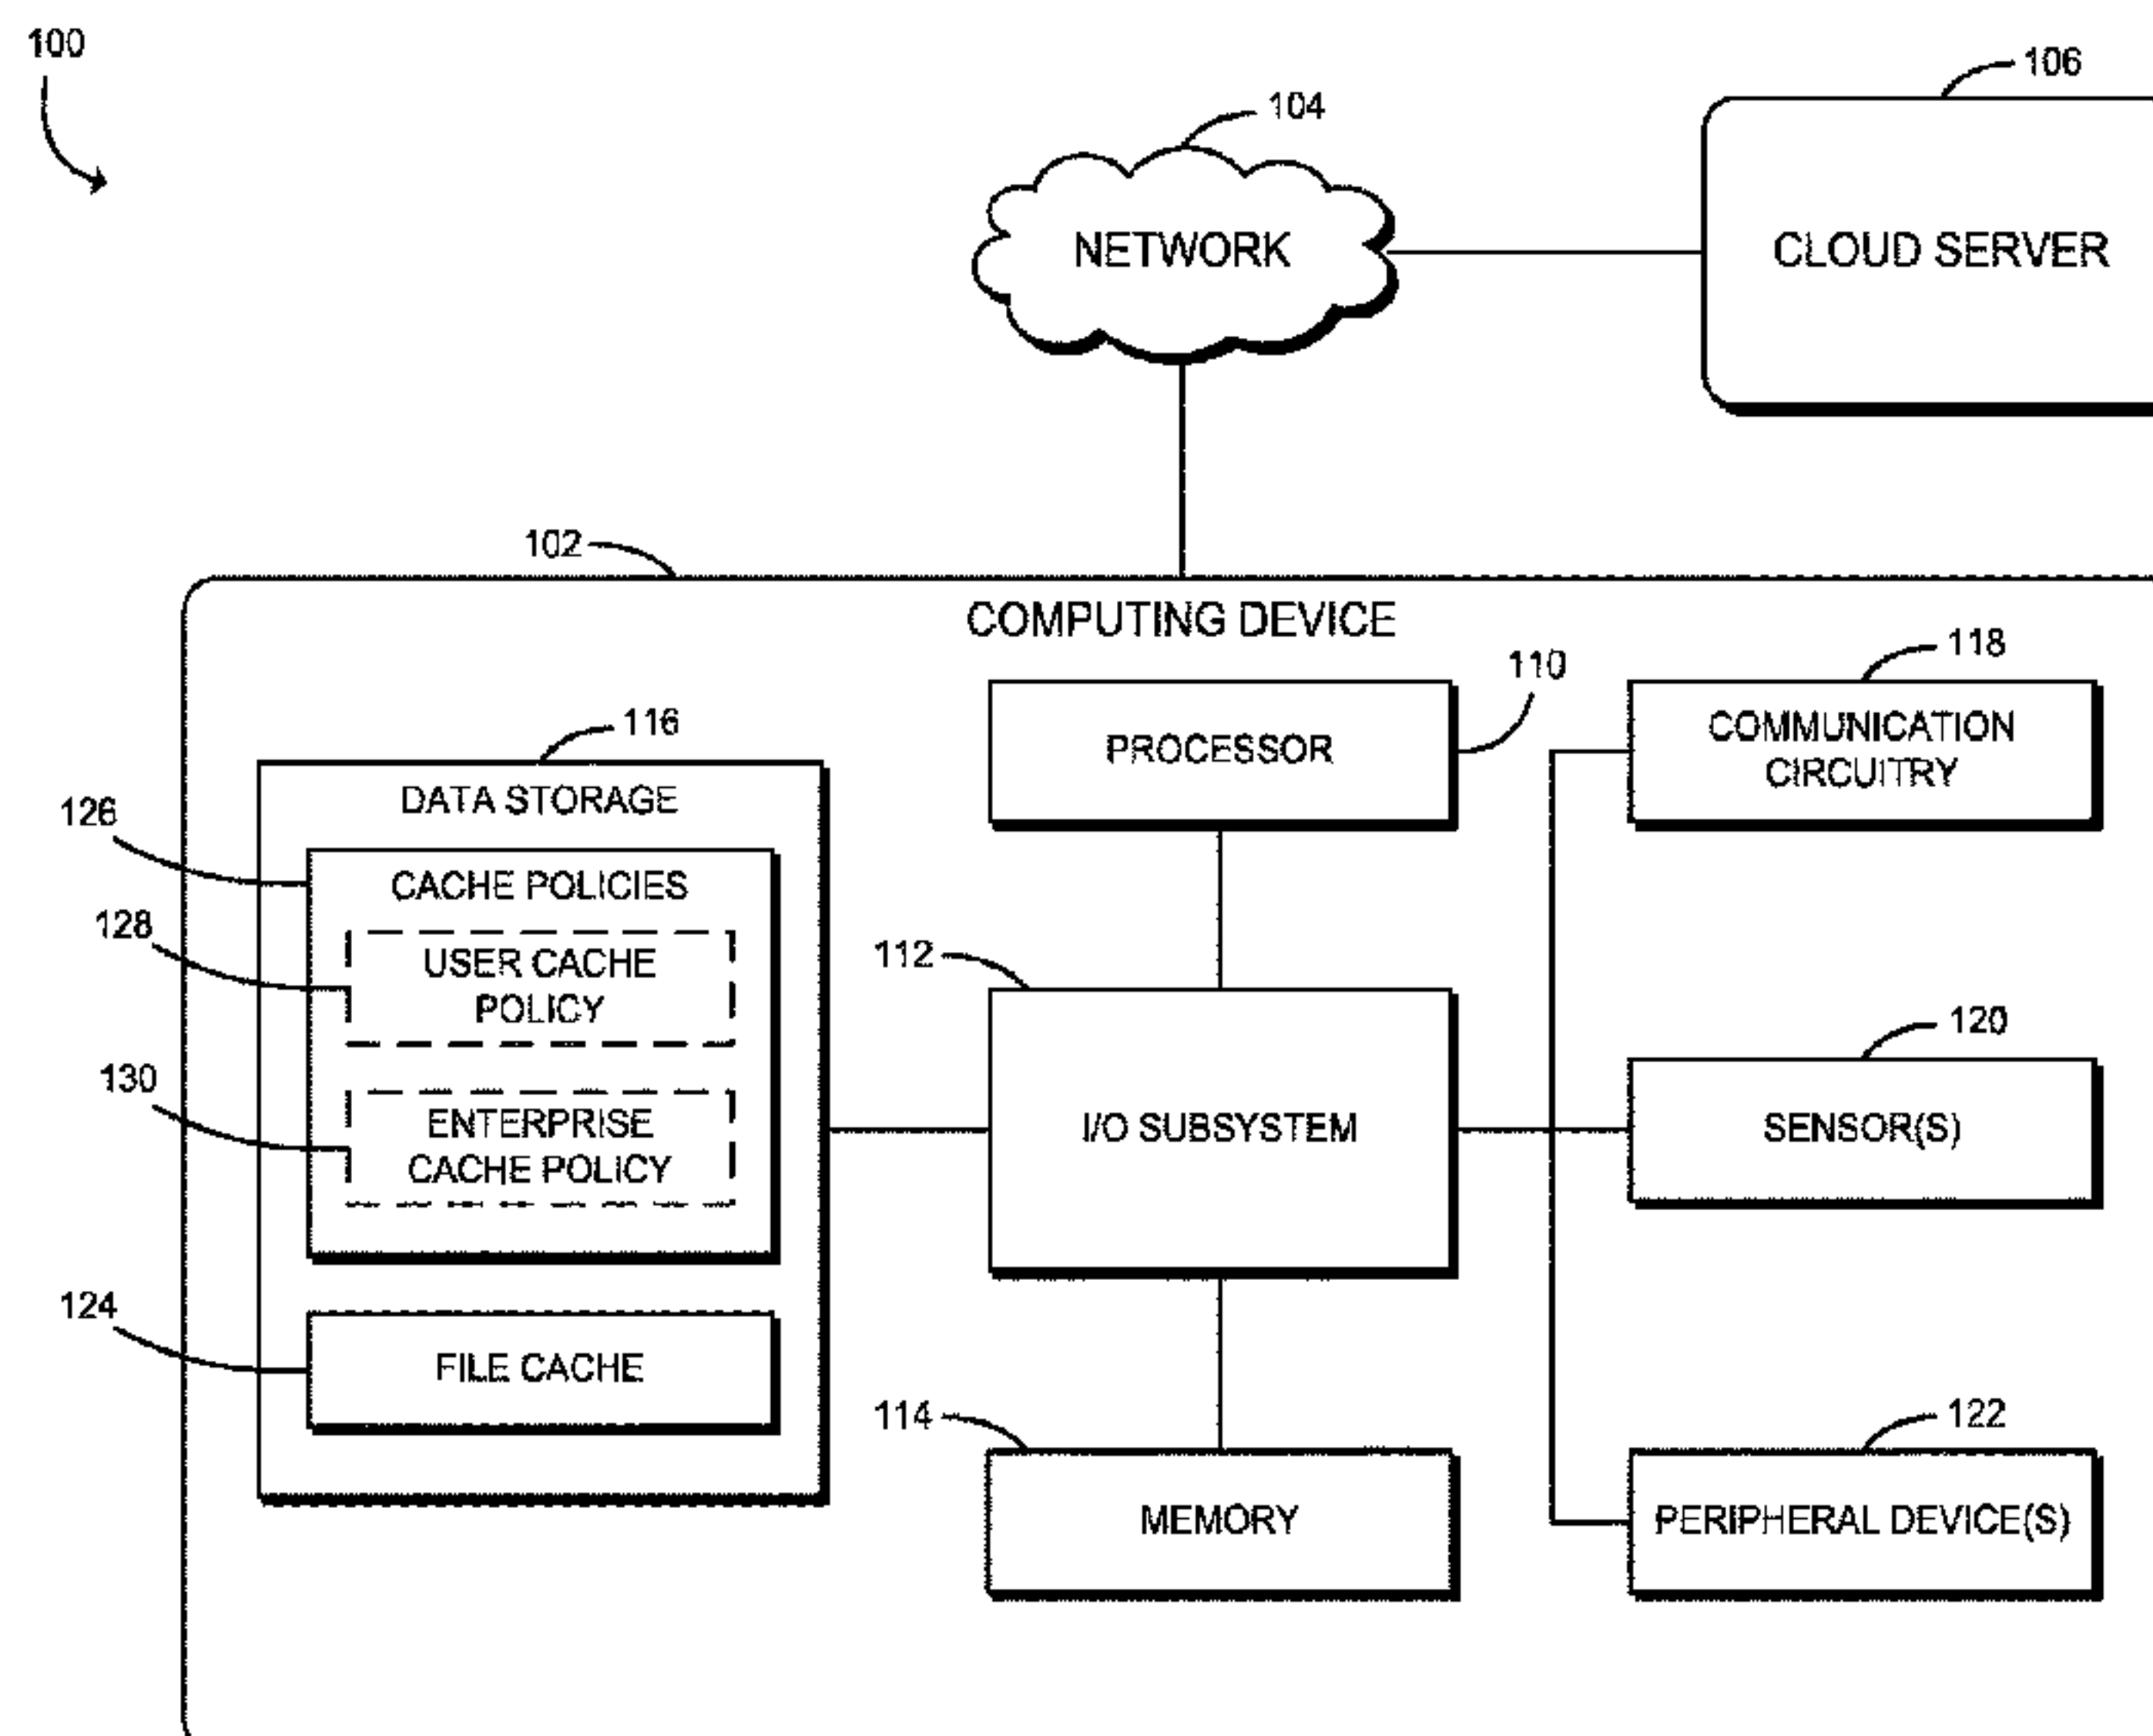 100
106
104
NETWORK
CLOUD SERVER
102
COMPUTING DEVICE
118
110
116
PROCESSOR
COMMUNICATION
CIRCUITRY
DATA STORAGE
126
CACHE POLICIES
128
USER CACHE
POLICY
112
120
130
ENTERPRISE
CACHE POLICY
I/O SUBSYSTEM
SENSOR(S)
124
FILE CACHE
114
122
MEMORY
PERIPHERAL DEVICE(S)